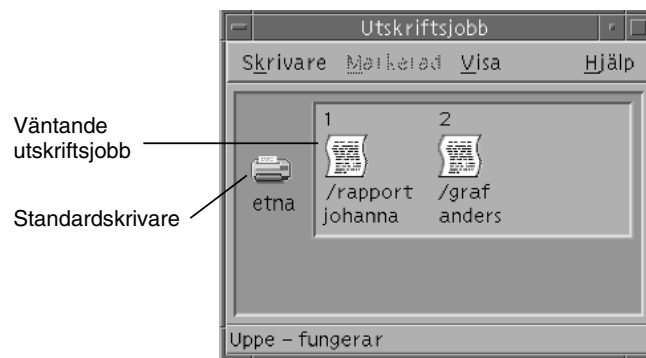 Utskriftsjobb
Skrivare Markerad Visa Hjälp
Väntande
utskriftsjobb
Standardskrivare
etna
1 2
/rapport /graf
johanna anders
Uppe – fungerar